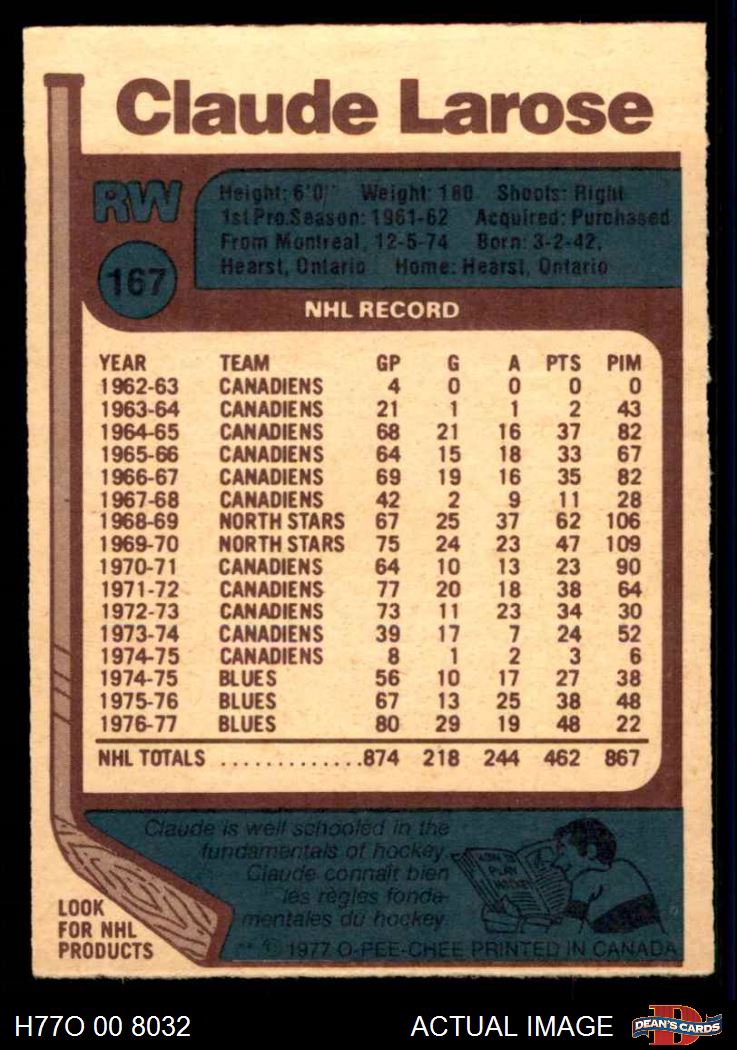 Claude Larose
RW
Height: 6'0" Weight: 180 Shoots: Right
1st Pro.Season: 1961-62 Acquired: Purchased
From Montreal, 12-5-74 Born: 3-2-42,
Hearst, Ontario Home: Hearst, Ontario
167
NHL RECORD
YEAR TEAM GP G A PTS PIM
1962-63 CANADIENS 4 0 0 0 0
1963-64 CANADIENS 21 1 1 2 43
1964-65 CANADIENS 68 21 16 37 82
1965-66 CANADIENS 64 15 18 33 67
1966-67 CANADIENS 69 19 16 35 82
1967-68 CANADIENS 42 2 9 11 28
1968-69 NORTH STARS 67 25 37 62 106
1969-70 NORTH STARS 75 24 23 47 109
1970-71 CANADIENS 64 10 13 23 90
1971-72 CANADIENS 77 20 18 38 64
1972-73 CANADIENS 73 11 23 34 30
1973-74 CANADIENS 39 17 7 24 52
1974-75 CANADIENS 8 1 2 3 6
1974-75 BLUES 56 10 17 27 38
1975-76 BLUES 67 13 25 38 48
1976-77 BLUES 80 29 19 48 22
NHL TOTALS .............874 218 244 462 867
Claude is well schooled in the
fundamentals of hockey.
Claude connaît bien
les règles fonda-
mentales du hockey.
HOW TO
PLAY
HOCKEY
LOOK
FOR NHL
PRODUCTS
** © 1977 O-PEE-CHEE PRINTED IN CANADA
H77O 00 8032 ACTUAL IMAGE
DEAN'S CARDS